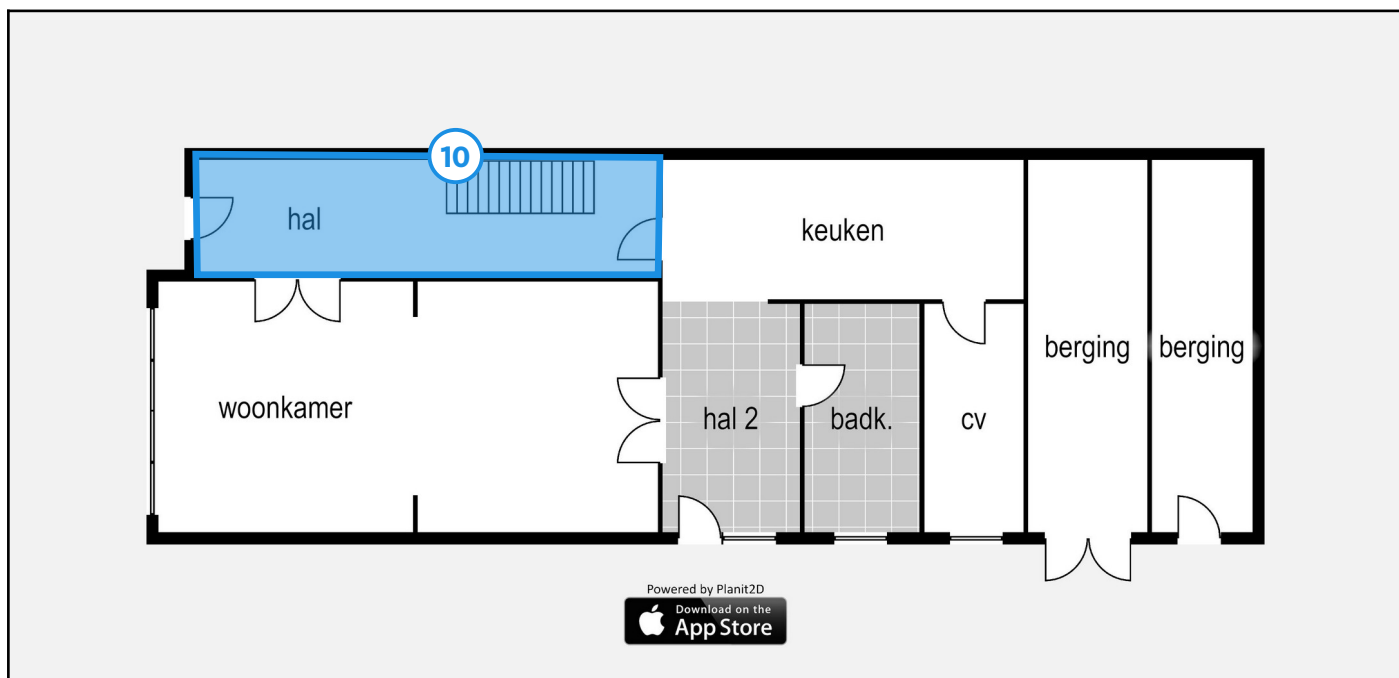 10
hal
keuken
woonkamer
hal 2
badk.
cv
berging
berging
Powered by Planit2D
Download on the
App Store